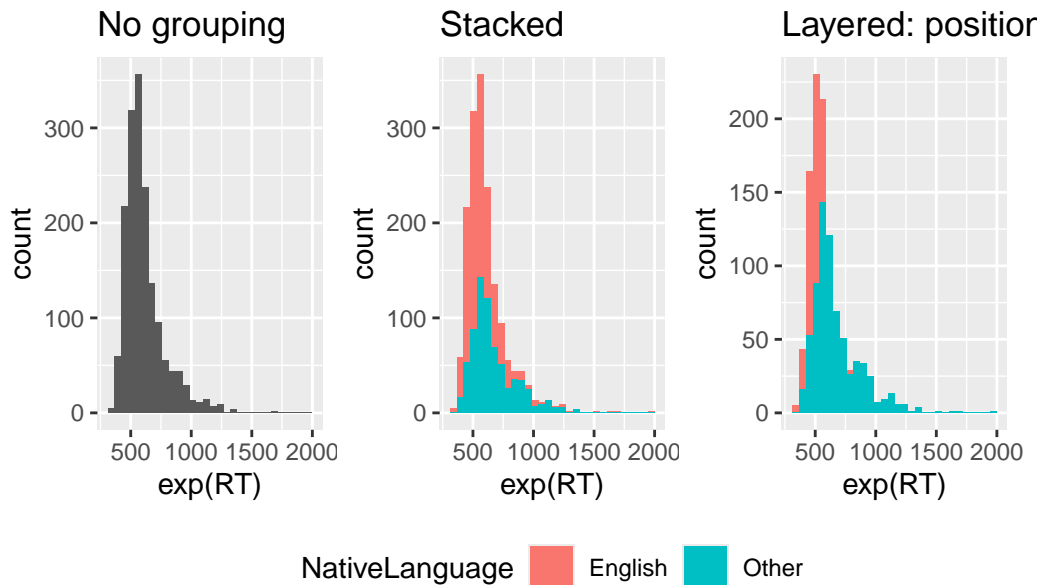 No grouping
Stacked
Layered: position
300
200
100
0
count
500 1000 1500 2000
exp(RT)
300
200
100
0
count
500 1000 1500 2000
exp(RT)
200
150
100
50
0
count
500 1000 1500 2000
exp(RT)
NativeLanguage English Other